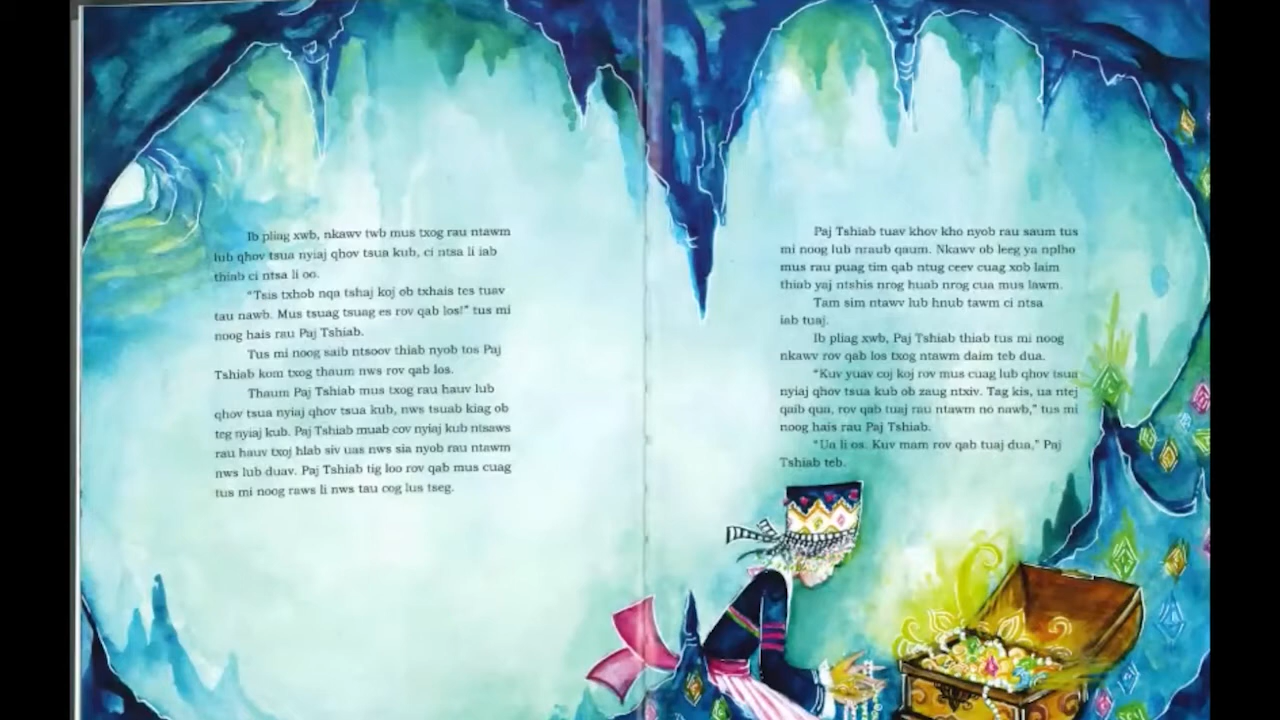 Ib pliag xwb, nkawv twb mus txog rau ntawm
lub qhov tsua nyiaj qhov tsua kub, ci ntsa li iab
thiab ci ntsa li oo.
"Tsis txhob nqa tshaj koj ob txhais tes tuav
tau nawb. Mus tsuag tsuag es rov qab los!" tus mi
noog hais rau Paj Tshiab.
Tus mi noog saib ntsoov thiab nyob tos Paj
Tshiab kom txog thaum nws rov qab los.
Thaum Paj Tshiab mus txog rau hauv lub
qhov tsua nyiaj qhov tsua kub, nws tsuab kiag ob
teg nyiaj kub. Paj Tshiab muab cov nyiaj kub ntsaws
rau hauv txoj hlab siv uas nws sia nyob rau ntawm
nws lub duav. Paj Tshiab tig loo rov qab mus cuag
tus mi noog raws li nws tau cog lus tseg.
Paj Tshiab tuav khov kho nyob rau saum tus
mi noog lub nraub qaum. Nkawv ob leeg ya nplho
mus rau puag tim qab ntug ceev cuag xob laim
thiab yaj ntshis nrog huab nrog cua mus lawm.
Tam sim ntawv lub hnub tawm ci ntsa
iab tuaj.
Ib pliag xwb, Paj Tshiab thiab tus mi noog
nkawv rov qab los txog ntawm daim teb dua.
"Kuv yuav coj koj rov mus cuag lub qhov tsua
nyiaj qhov tsua kub ob zaug ntxiv. Tag kis, ua ntej
qaib qua, rov qab tuaj rau ntawm no nawb," tus mi
noog hais rau Paj Tshiab.
"Ua li os. Kuv mam rov qab tuaj dua," Paj
Tshiab teb.